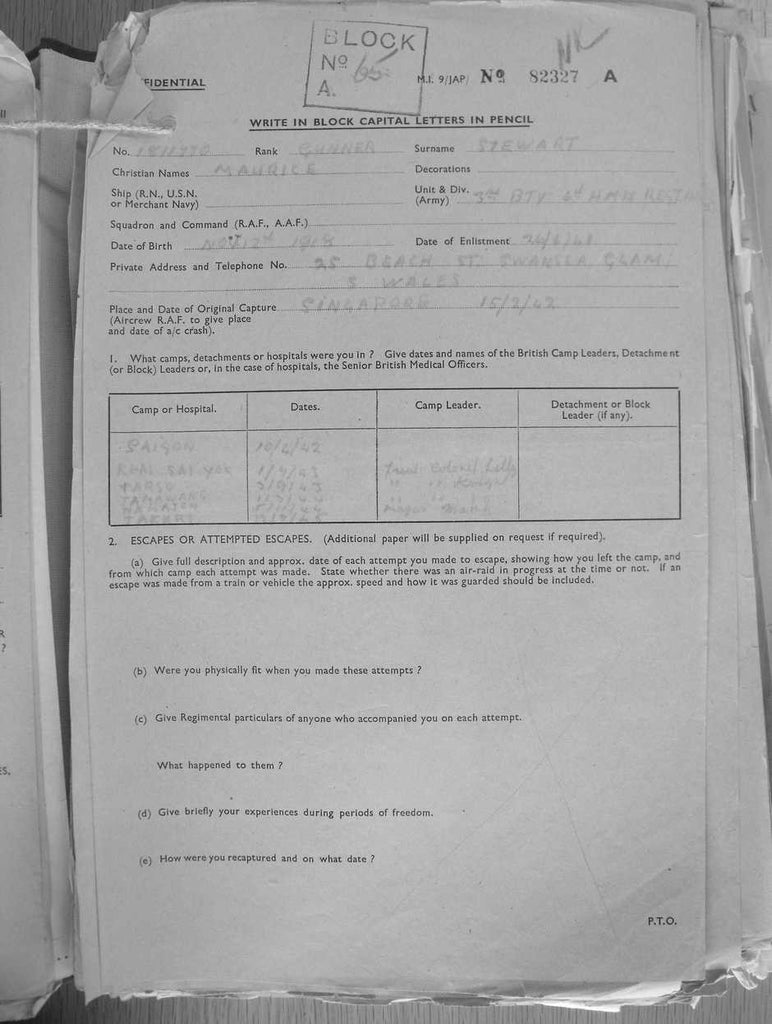 BLOCK
Nº 65
A.
FIDENTIAL
M.I. 9/JAP/ Nº 82327 A
WRITE IN BLOCK CAPITAL LETTERS IN PENCIL
No. Rank GUNNER Surname STEWART
Christian Names MAURICE Decorations
Ship (R.N., U.S.N. or Merchant Navy)
Unit & Div. (Army) 3rd BTY 6th
Squadron and Command (R.A.F., A.A.F.)
Date of Birth Date of Enlistment
Private Address and Telephone No. 25 BEACH ST. SWANSEA GLAM:
S WALES
Place and Date of Original Capture SINGAPORE 15/2/42
(Aircrew R.A.F. to give place
and date of a/c crash).
1. What camps, detachments or hospitals were you in ? Give dates and names of the British Camp Leaders, Detachment
(or Block) Leaders or, in the case of hospitals, the Senior British Medical Officers.
Camp or Hospital. Dates. Camp Leader. Detachment or Block
Leader (if any).
SAIGON 10/4/42
Colonel Lilly
TARSO
TAMAWANG
Major
2. ESCAPES OR ATTEMPTED ESCAPES. (Additional paper will be supplied on request if required).
(a) Give full description and approx. date of each attempt you made to escape, showing how you left the camp, and
from which camp each attempt was made. State whether there was an air-raid in progress at the time or not. If an
escape was made from a train or vehicle the approx. speed and how it was guarded should be included.
(b) Were you physically fit when you made these attempts ?
(c) Give Regimental particulars of anyone who accompanied you on each attempt.
What happened to them ?
(d) Give briefly your experiences during periods of freedom.
(e) How were you recaptured and on what date ?
P.T.O.